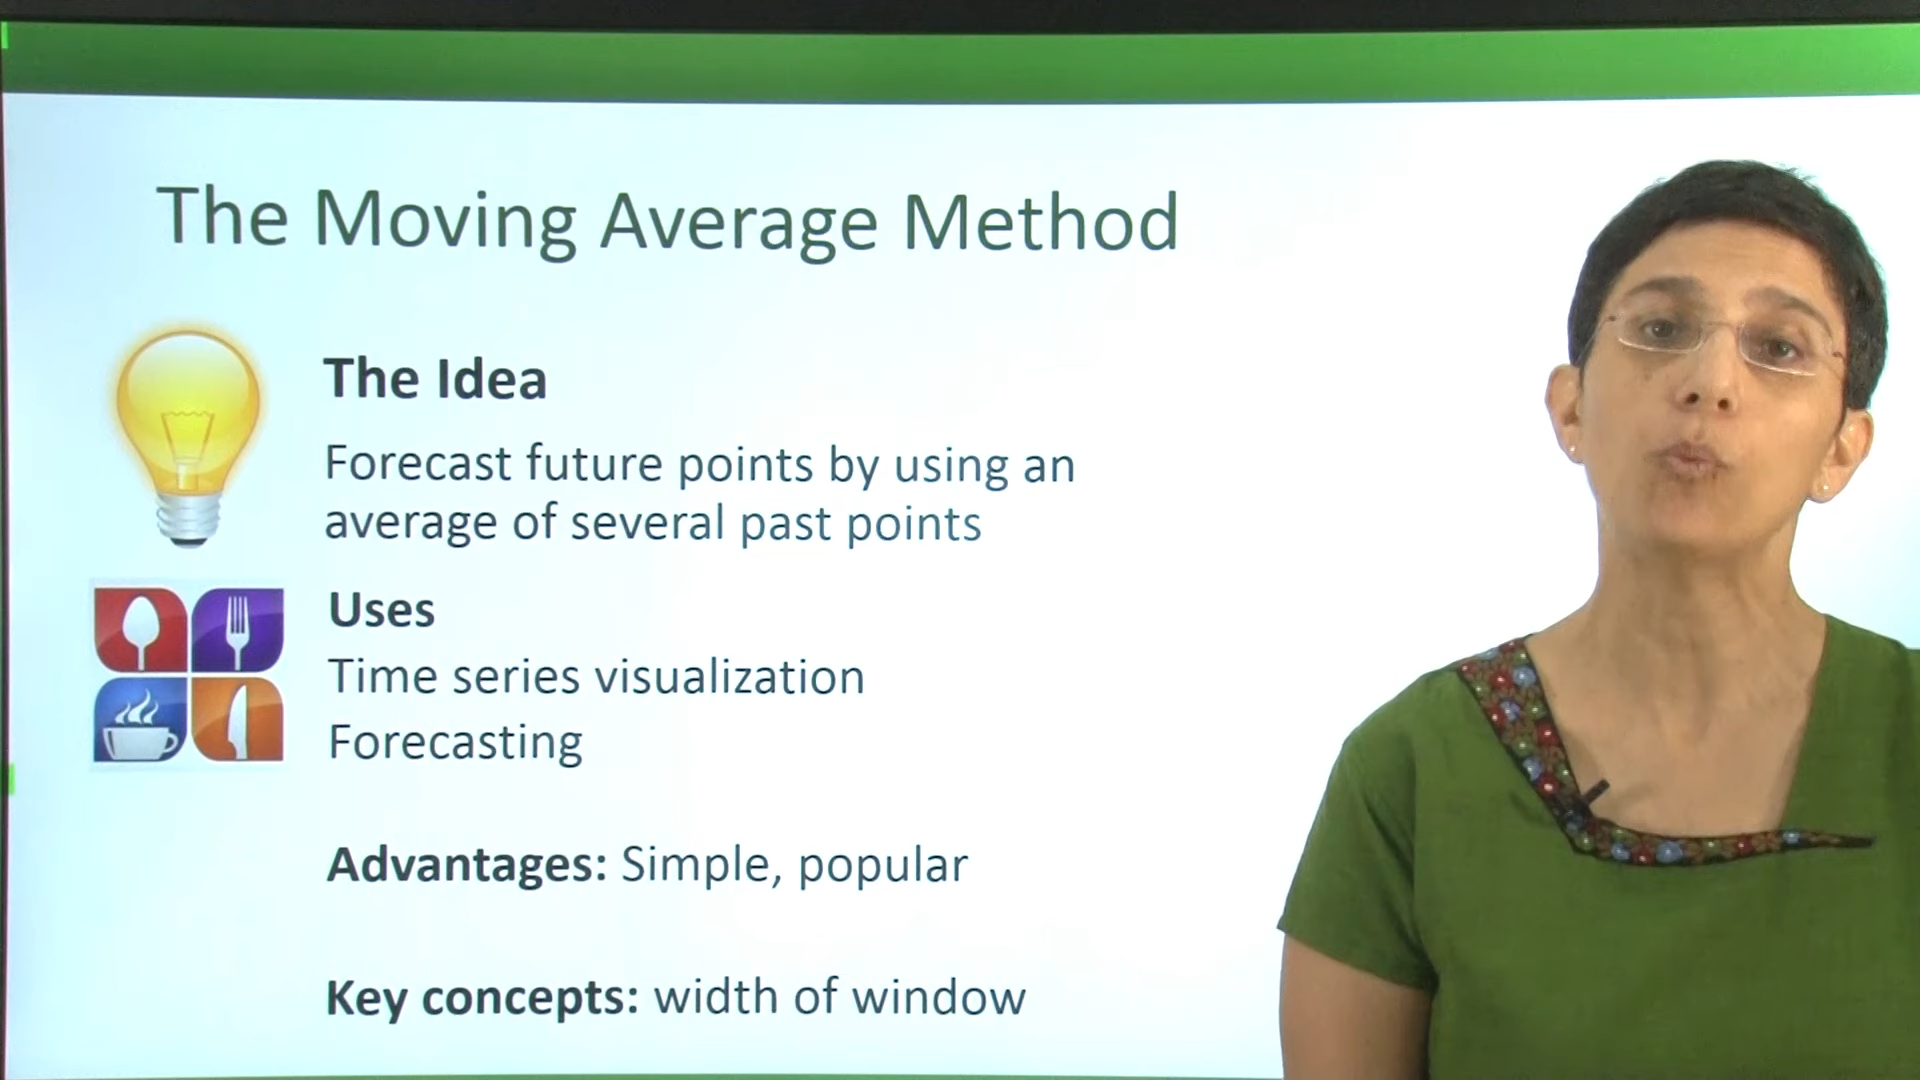 The Moving Average Method
The Idea
Forecast future points by using an
average of several past points
Uses
Time series visualization
Forecasting
Advantages: Simple, popular
Key concepts: width of window